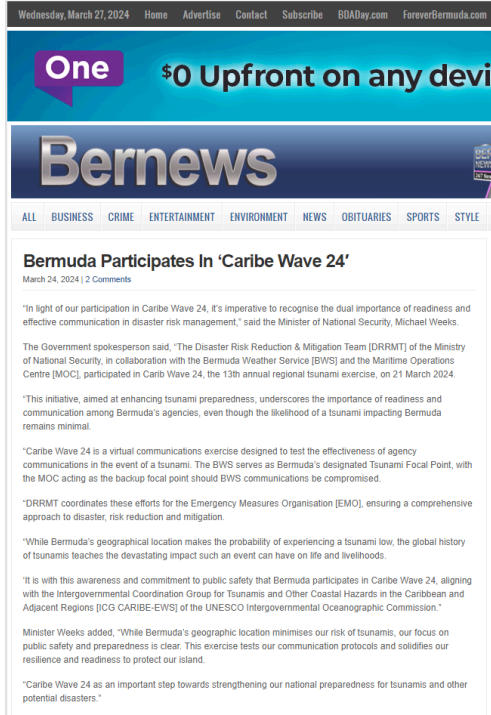 Wednesday, March 27, 2024 Home Advertise Contact Subscribe BDADay.com ForeverBermuda.com
One
$0 Upfront on any devi
Bernews
ALL BUSINESS CRIME ENTERTAINMENT ENVIRONMENT NEWS OBITUARIES SPORTS STYLE
Bermuda Participates In ‘Caribe Wave 24′
March 24, 2024 | 2 Comments
“In light of our participation in Caribe Wave 24, it’s imperative to recognise the dual importance of readiness and
effective communication in disaster risk management,” said the Minister of National Security, Michael Weeks.
The Government spokesperson said, “The Disaster Risk Reduction & Mitigation Team [DRRMT] of the Ministry
of National Security, in collaboration with the Bermuda Weather Service [BWS] and the Maritime Operations
Centre [MOC], participated in Carib Wave 24, the 13th annual regional tsunami exercise, on 21 March 2024.
“This initiative, aimed at enhancing tsunami preparedness, underscores the importance of readiness and
communication among Bermuda’s agencies, even though the likelihood of a tsunami impacting Bermuda
remains minimal.
“Caribe Wave 24 is a virtual communications exercise designed to test the effectiveness of agency
communications in the event of a tsunami. The BWS serves as Bermuda’s designated Tsunami Focal Point, with
the MOC acting as the backup focal point should BWS communications be compromised.
“DRRMT coordinates these efforts for the Emergency Measures Organisation [EMO], ensuring a comprehensive
approach to disaster, risk reduction and mitigation.
“While Bermuda’s geographical location makes the probability of experiencing a tsunami low, the global history
of tsunamis teaches the devastating impact such an event can have on life and livelihoods.
‘It is with this awareness and commitment to public safety that Bermuda participates in Caribe Wave 24, aligning
with the Intergovernmental Coordination Group for Tsunamis and Other Coastal Hazards in the Caribbean and
Adjacent Regions [ICG CARIBE-EWS] of the UNESCO Intergovernmental Oceanographic Commission.”
Minister Weeks added, “While Bermuda’s geographic location minimises our risk of tsunamis, our focus on
public safety and preparedness is clear. This exercise tests our communication protocols and solidifies our
resilience and readiness to protect our island.
“Caribe Wave 24 as an important step towards strengthening our national preparedness for tsunamis and other
potential disasters.”